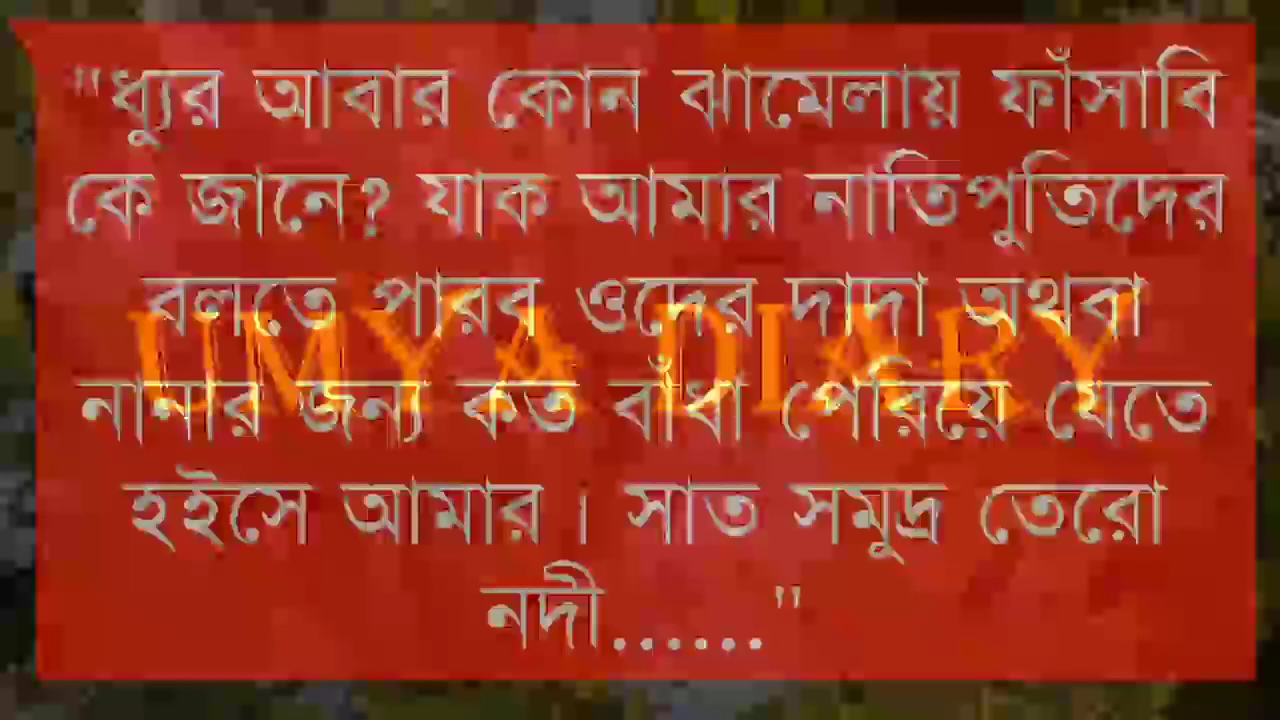 "ধ্যুর আবার কোন ঝামেলায় ফাঁসাবি
কে জানে? যাক আমার নাতিপুতিদের
বলতে পারব ওদের দাদা অথবা
UMYA DIARY
নানার জন্য কত বাঁধা পেরিয়ে যেতে
হইসে আমার। সাত সমুদ্র তেরো
নদী......"